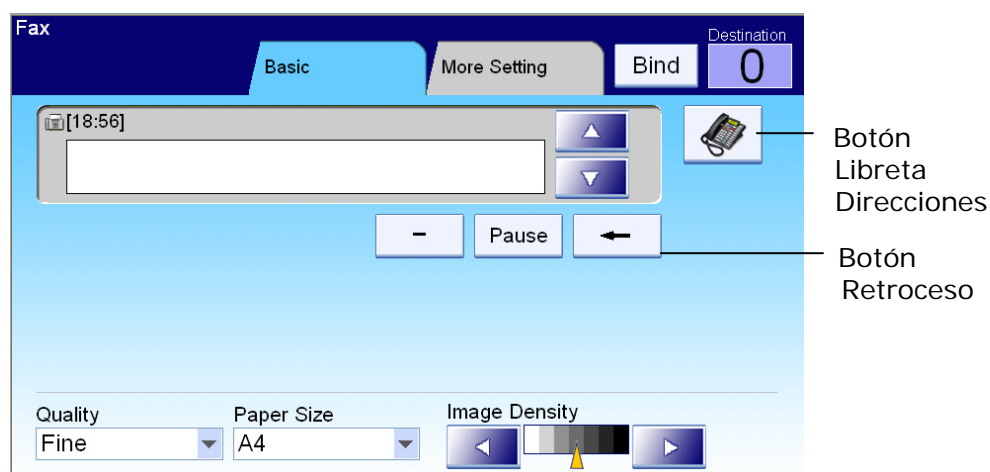 Fax
Destination
Basic
More Setting
Bind
0
[18:56]
Botón
Libreta
Direcciones
- Pause
Botón
Retroceso
Quality
Paper Size
Image Density
Fine
A4